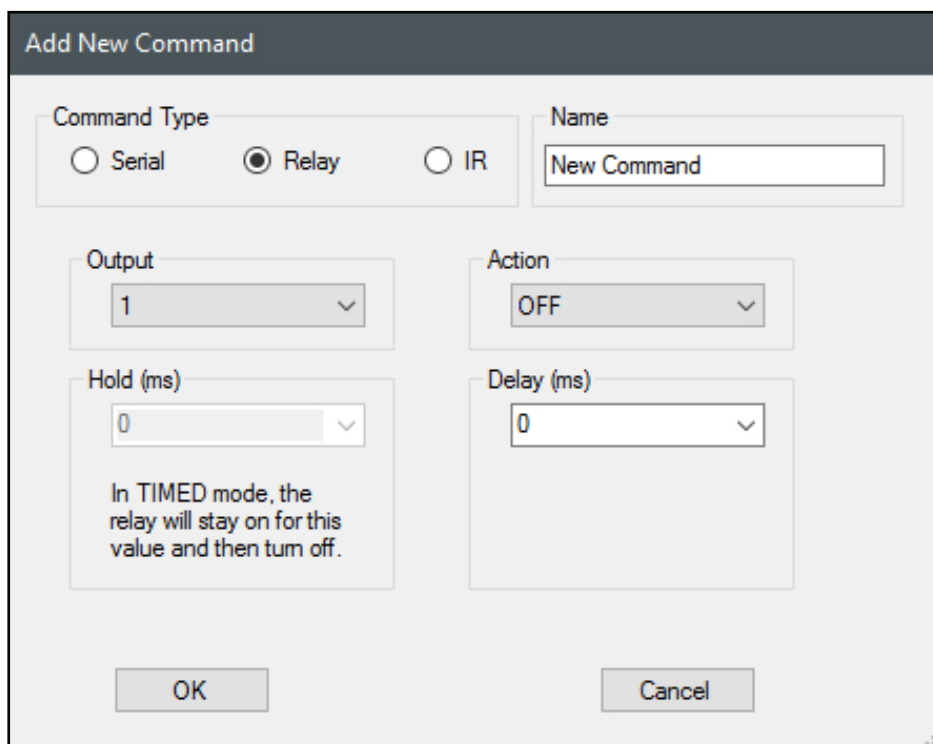 Add New Command
Command Type
Serial
Relay
IR
Name
New Command
Output
1
Action
OFF
Hold (ms)
0
In TIMED mode, the
relay will stay on for this
value and then turn off.
Delay (ms)
0
OK
Cancel